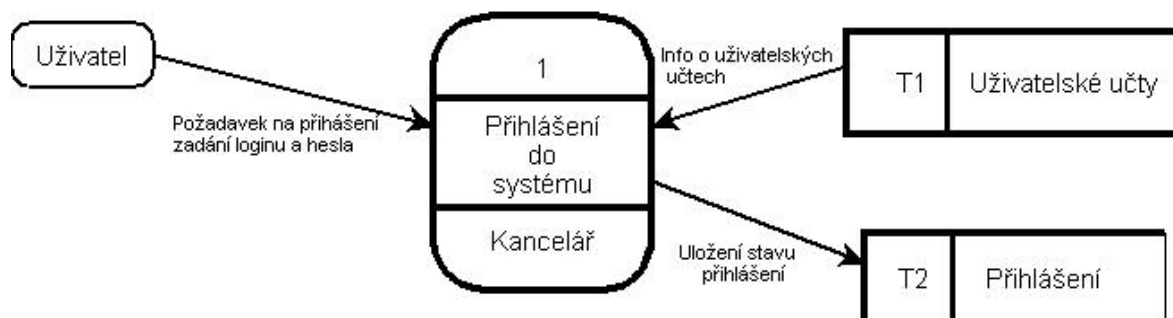 Uživatel
Požadavek na přihášení
zadání loginu a hesla
1
Přihlášení
do
systému
Kancelář
Info o uživatelských
učtech
T1
Uživatelské učty
Uložení stavu
přihlášení
T2
Přihlášení